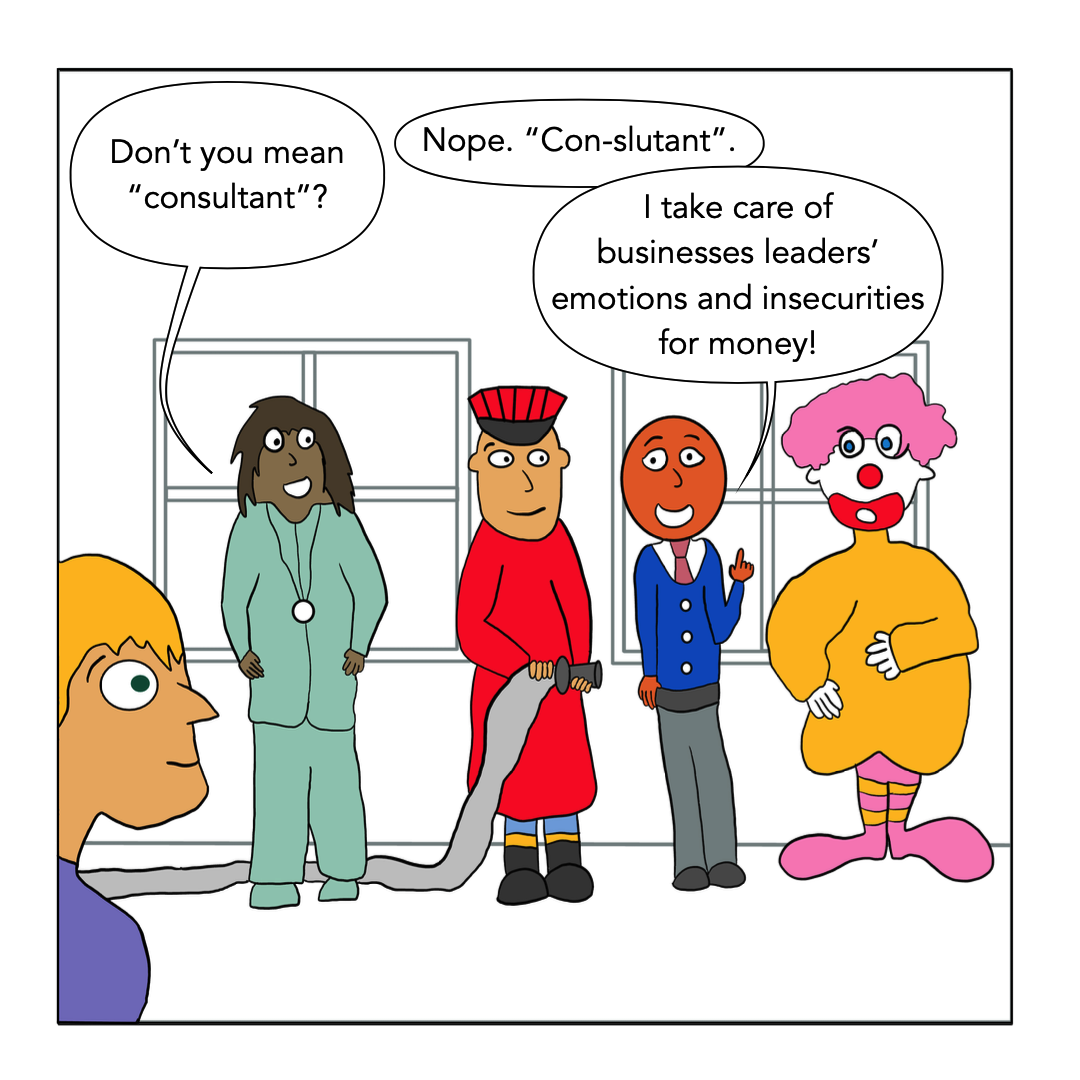 Don’t you mean
“consultant”?
Nope. “Con-slutant”.
I take care of
businesses leaders’
emotions and insecurities
for money!